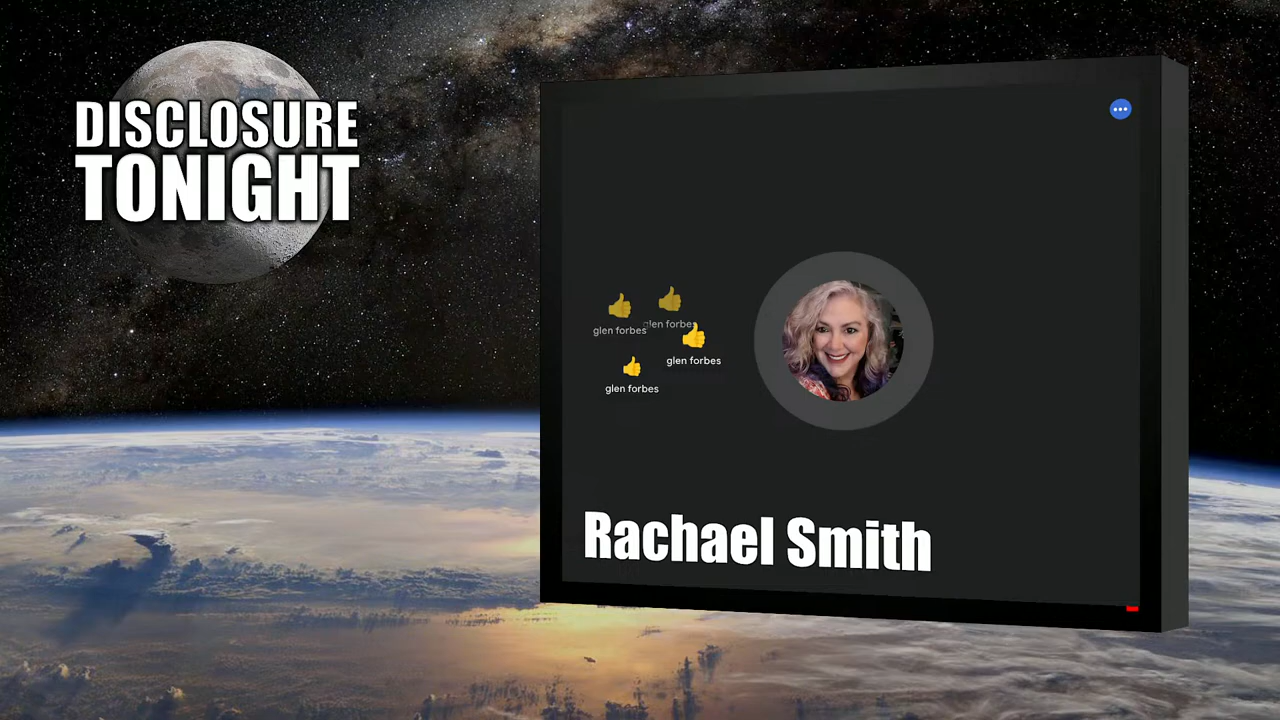 DISCLOSURE
TONIGHT
glen forbes
glen forbes
glen forbes
glen forbes
Rachael Smith